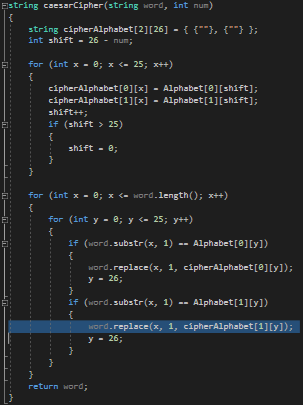 string caesarCipher(string word, int num)
{
string cipherAlphabet[2][26] = { {""}, {""} };
int shift = 26 - num;
for (int x = 0; x <= 25; x++)
{
cipherAlphabet[0][x] = Alphabet[0][shift];
cipherAlphabet[1][x] = Alphabet[1][shift];
shift++;
if (shift > 25)
{
shift = 0;
}
}
for (int x = 0; x <= word.length(); x++)
{
for (int y = 0; y <= 25; y++)
{
if (word.substr(x, 1) == Alphabet[0][y])
{
word.replace(x, 1, cipherAlphabet[0][y]);
y = 26;
}
if (word.substr(x, 1) == Alphabet[1][y])
{
word.replace(x, 1, cipherAlphabet[1][y]);
y = 26;
}
}
}
return word;
}